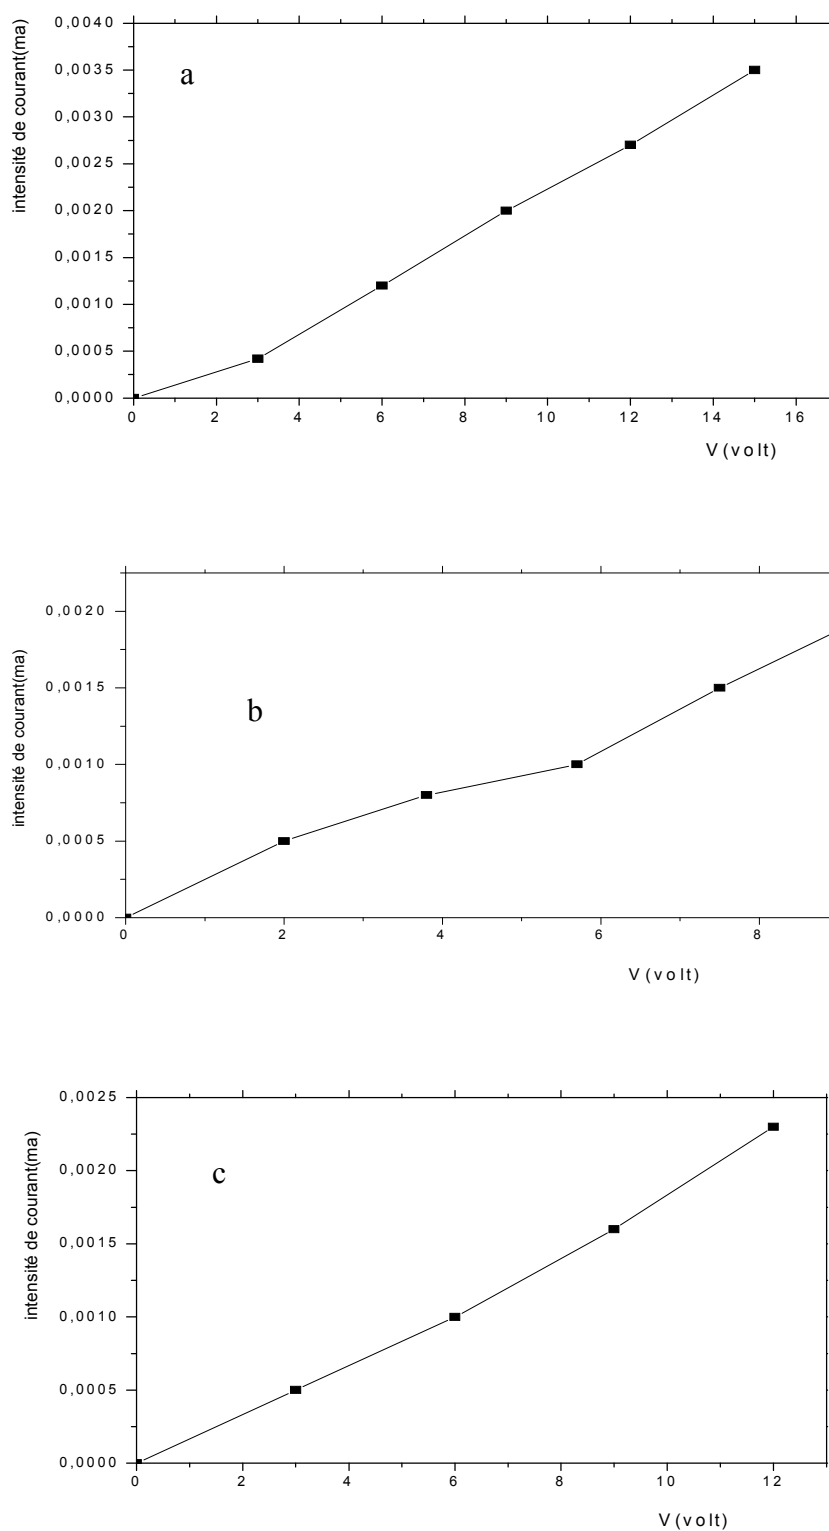 0,0040
0,0035
0,0030
0,0025
0,0020
0,0015
0,0010
0,0005
0,0000
intensité de courant(ma)
a
0 2 4 6 8 10 12 14 16
V (volt)
0,0020
0,0015
0,0010
0,0005
0,0000
intensité de courant(ma)
b
0 2 4 6 8
V (volt)
0,0025
0,0020
0,0015
0,0010
0,0005
0,0000
intensité de courant(ma)
c
0 2 4 6 8 10 12
V (volt)